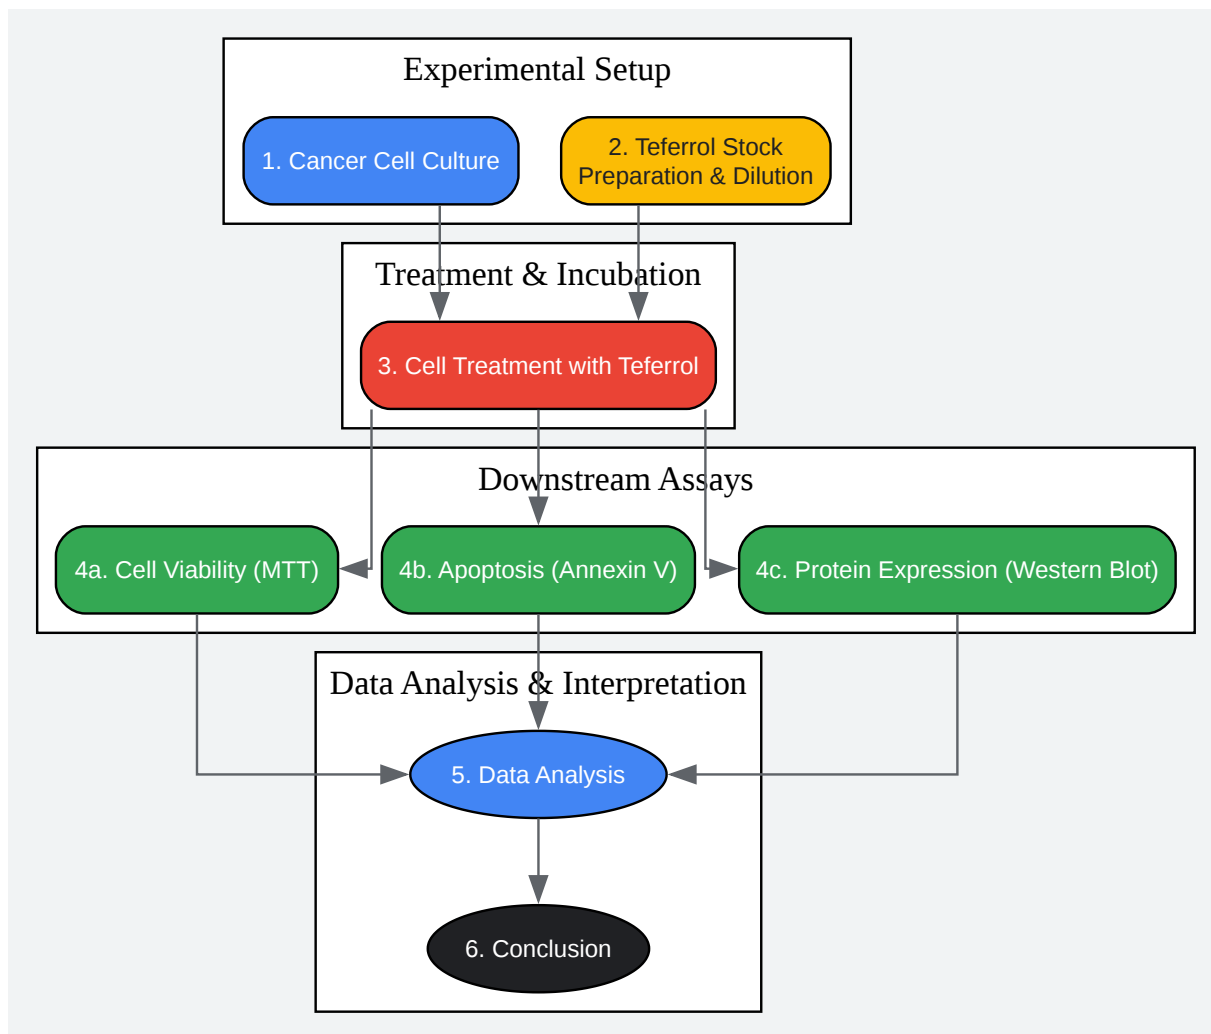 Experimental Setup
1. Cancer Cell Culture
2. Teferrol Stock
Preparation & Dilution
Treatment & Incubation
3. Cell Treatment with Teferrol
Downstream Assays
4a. Cell Viability (MTT)
4b. Apoptosis (Annexin V)
4c. Protein Expression (Western Blot)
Data Analysis & Interpretation
5. Data Analysis
6. Conclusion